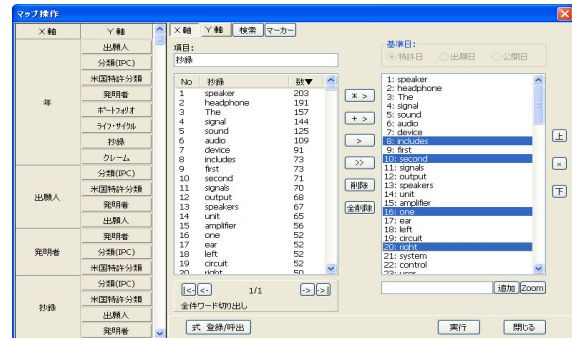 マップ操作
X軸 Y軸
年
出願人
分類(IPC)
米国特許分類
発明者
ポートフォリオ
ライフ・サイクル
抄録
クレーム
出願人
分類(IPC)
米国特許分類
発明者
出願人
発明者
発明者
分類(IPC)
米国特許分類
抄録
分類(IPC)
米国特許分類
出願人
発明者
X軸 Y軸 検索 マーカー
項目:
抄録
基準日:
特許日 出願日 公開日
No 抄録 数▼
1 speaker 203
2 headphone 191
3 The 157
4 signal 144
5 sound 125
6 audio 109
7 device 91
8 includes 73
9 first 73
10 second 71
11 signals 70
12 output 68
13 speakers 67
14 unit 65
15 amplifier 56
16 one 52
17 ear 52
18 left 52
19 circuit 52
20 right 50
* >
+ >
>
>>
削除
全削除
1: speaker
2: headphone
3: The
4: signal
5: sound
6: audio
7: device
8: includes
9: first
10: second
11: signals
12: output
13: speakers
14: unit
15: amplifier
16: one
17: ear
18: left
19: circuit
20: right
21: system
22: control
23: user
上
×
下
|<- <- 1/1 -> ->|
全件ワード切り出し
追加 Zoom
式 登録/呼出
実行 閉じる